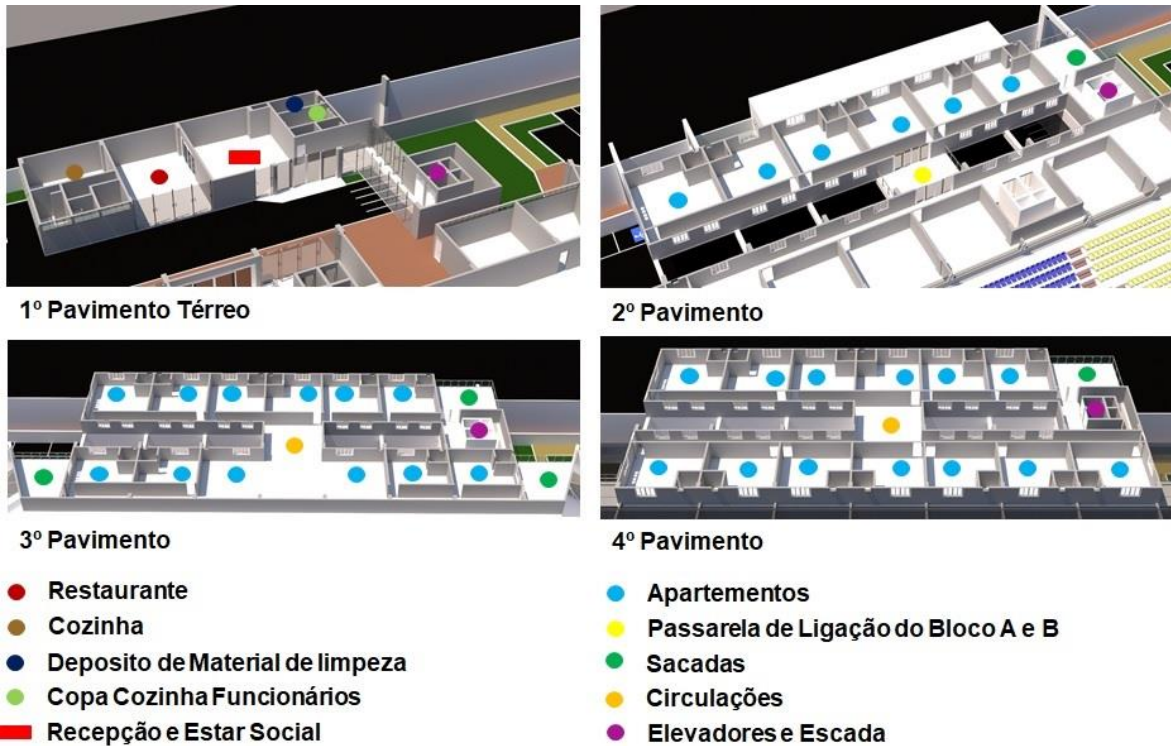 1º Pavimento Térreo
2º Pavimento
3º Pavimento
4º Pavimento
Restaurante
Cozinha
Deposito de Material de limpeza
Copa Cozinha Funcionários
Recepção e Estar Social
Apartementos
Passarela de Ligação do Bloco A e B
Sacadas
Circulações
Elevadores e Escada